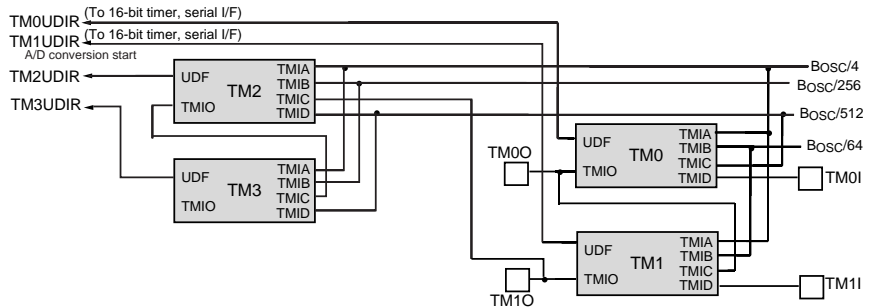 TM0UDIR (To 16-bit timer, serial I/F)
TM1UDIR (To 16-bit timer, serial I/F)
A/D conversion start
TM2UDIR
TM3UDIR
UDF
TMIO
TM2
TMIA
TMIB
TMIC
TMID
UDF
TMIO
TM3
TMIA
TMIB
TMIC
TMID
BOSC/4
BOSC/256
BOSC/512
BOSC/64
TM0O
UDF
TMIO
TM0
TMIA
TMIB
TMIC
TMID
TM0I
UDF
TMIO
TM1
TMIA
TMIB
TMIC
TMID
TM1O
TM1I